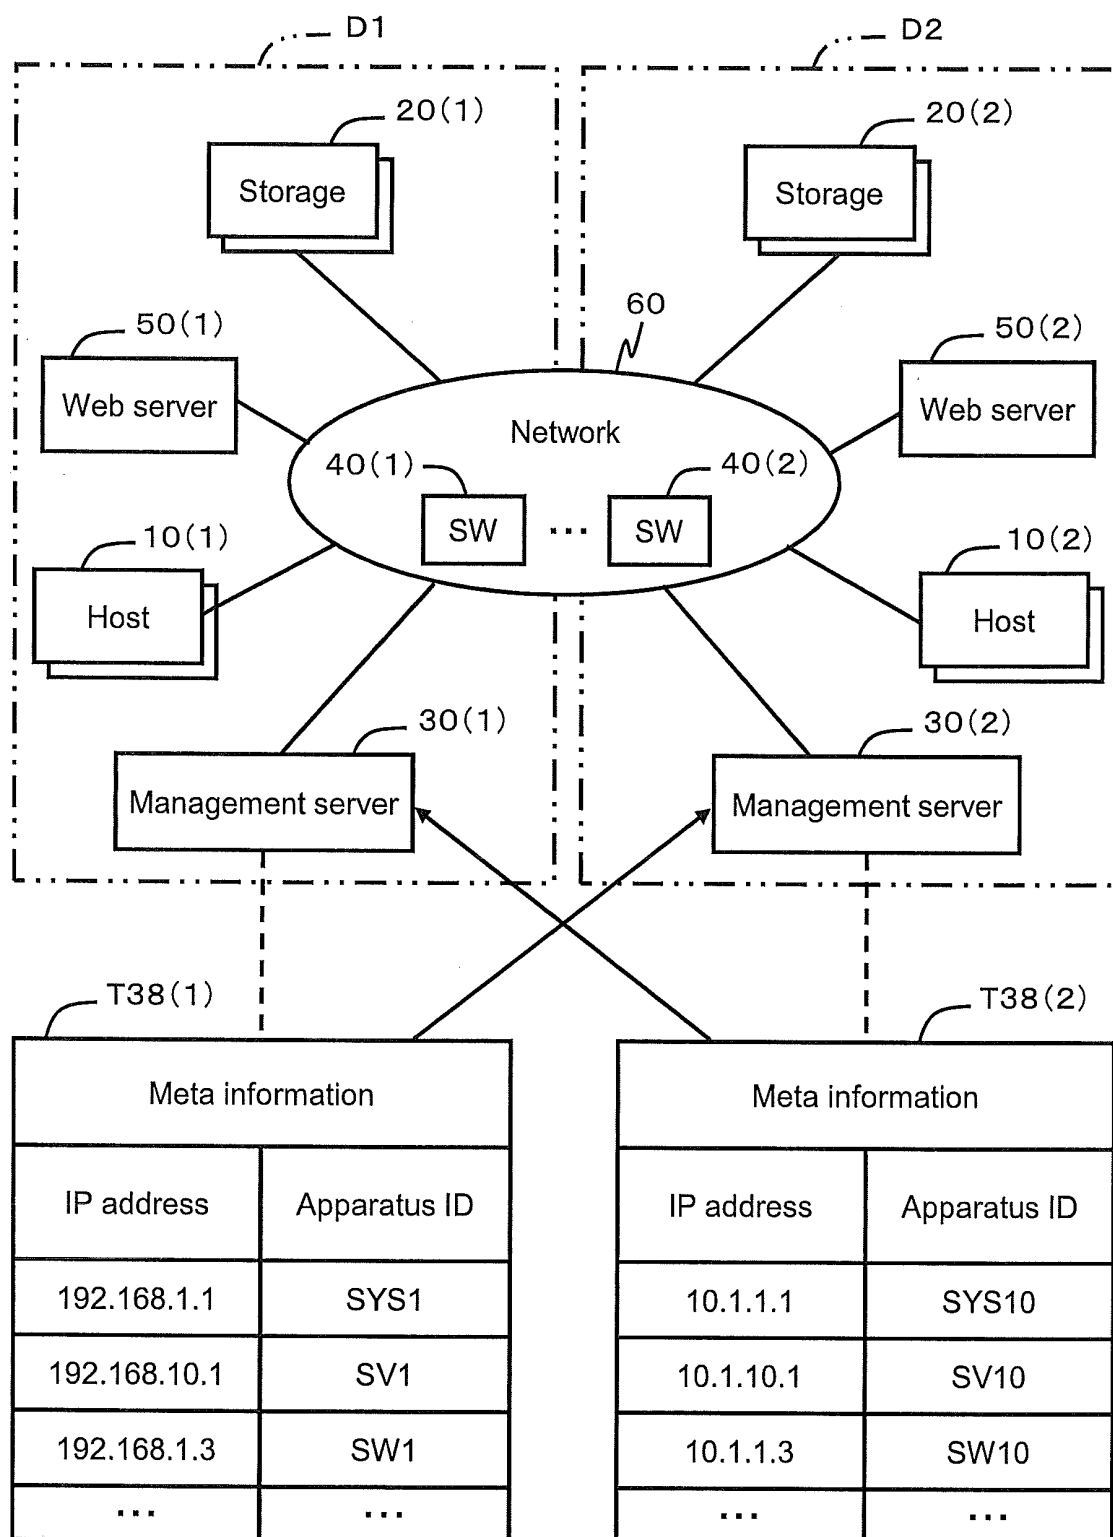 D1
D2
20(1)
20(2)
Storage
Storage
60
50(1)
50(2)
Web server
Web server
Network
40(1)
40(2)
SW
...
SW
10(1)
10(2)
Host
Host
30(1)
30(2)
Management server
Management server
T38(1)
T38(2)
Meta information
IP address Apparatus ID
192.168.1.1 SYS1
192.168.10.1 SV1
192.168.1.3 SW1
... ...
Meta information
IP address Apparatus ID
10.1.1.1 SYS10
10.1.10.1 SV10
10.1.1.3 SW10
... ...